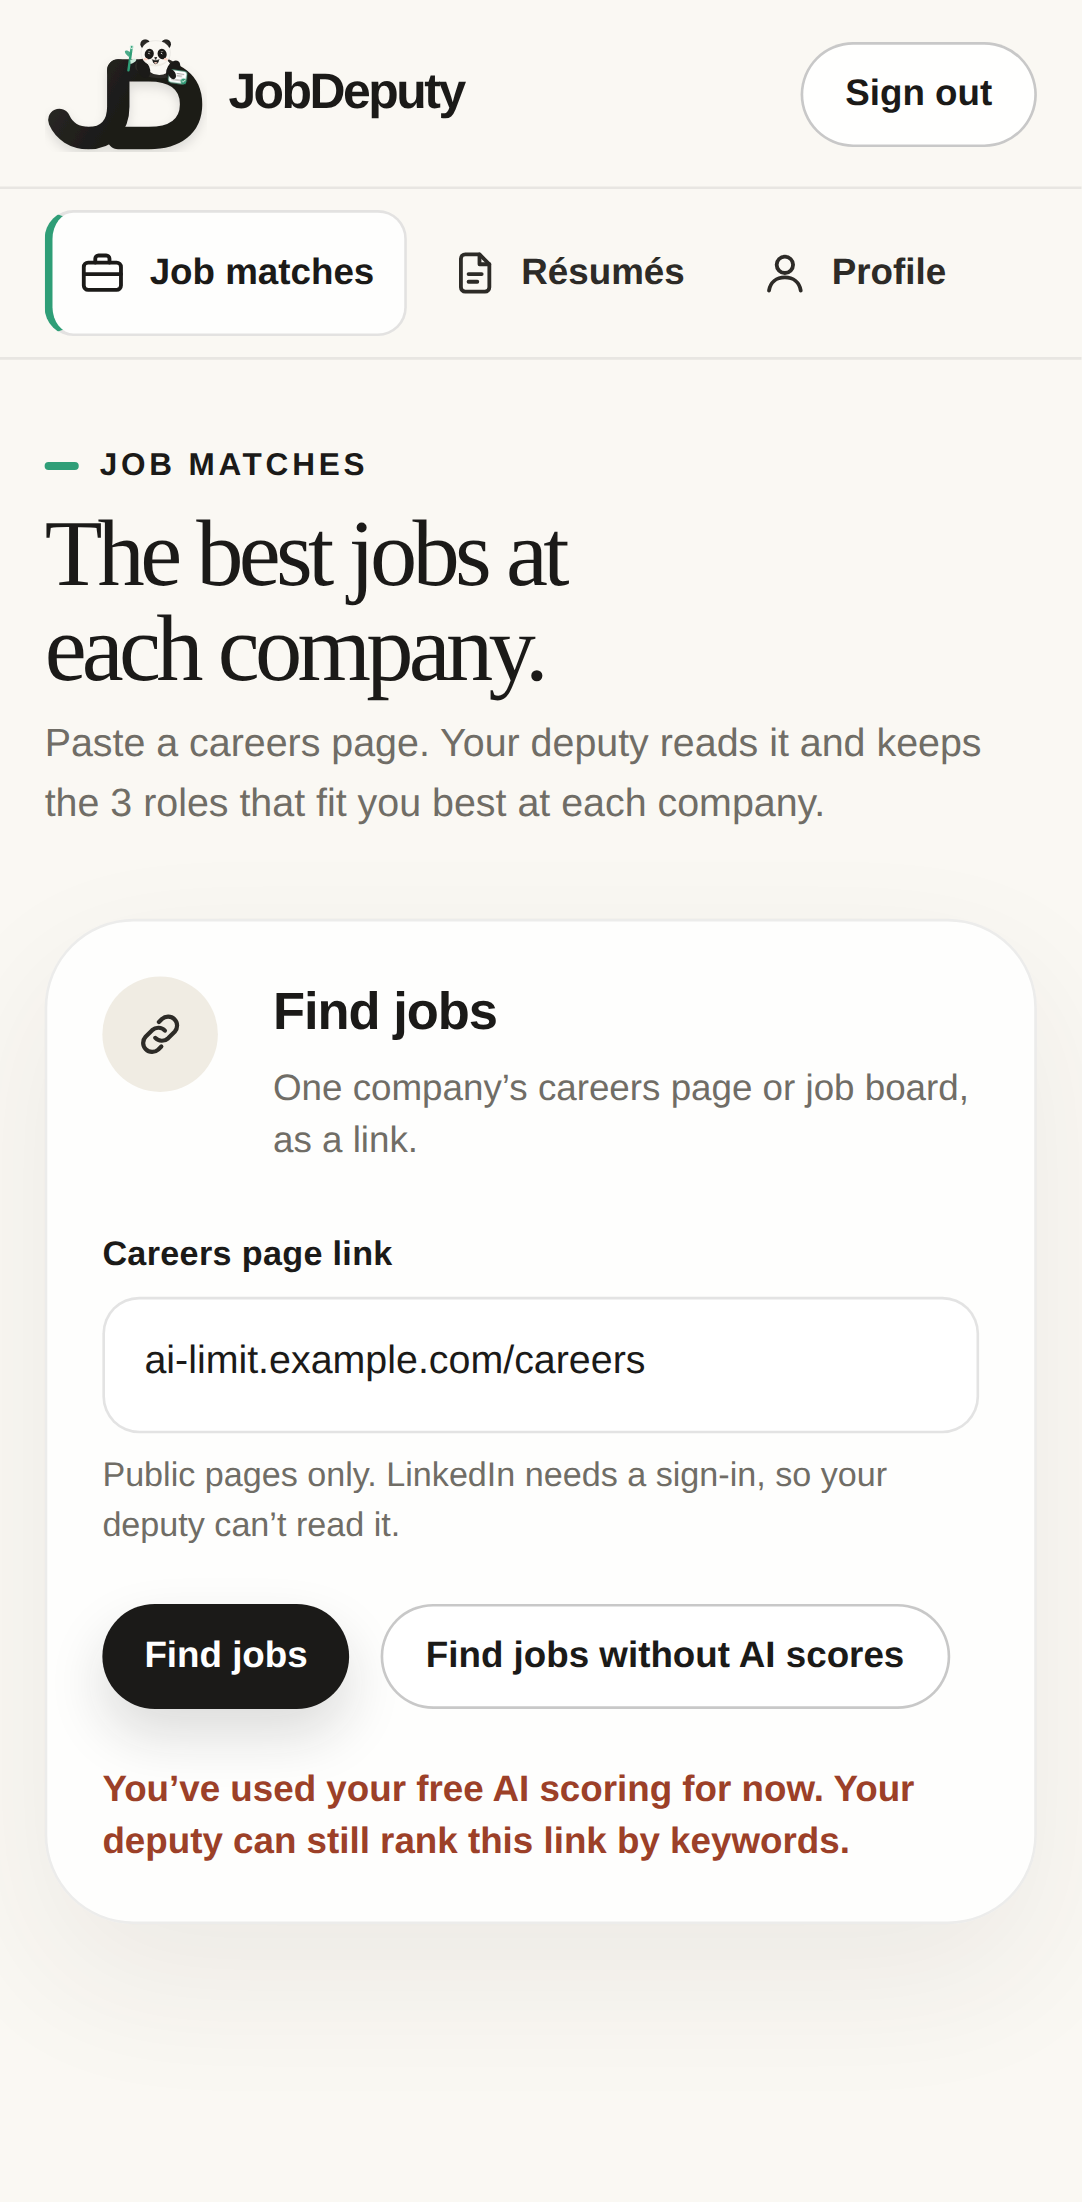 JobDeputy
Sign out
Job matches
Résumés
Profile
JOB MATCHES
The best jobs at
each company.
Paste a careers page. Your deputy reads it and keeps
the 3 roles that fit you best at each company.
Find jobs
One company’s careers page or job board,
as a link.
Careers page link
ai-limit.example.com/careers
Public pages only. LinkedIn needs a sign-in, so your
deputy can’t read it.
Find jobs
Find jobs without AI scores
You’ve used your free AI scoring for now. Your
deputy can still rank this link by keywords.